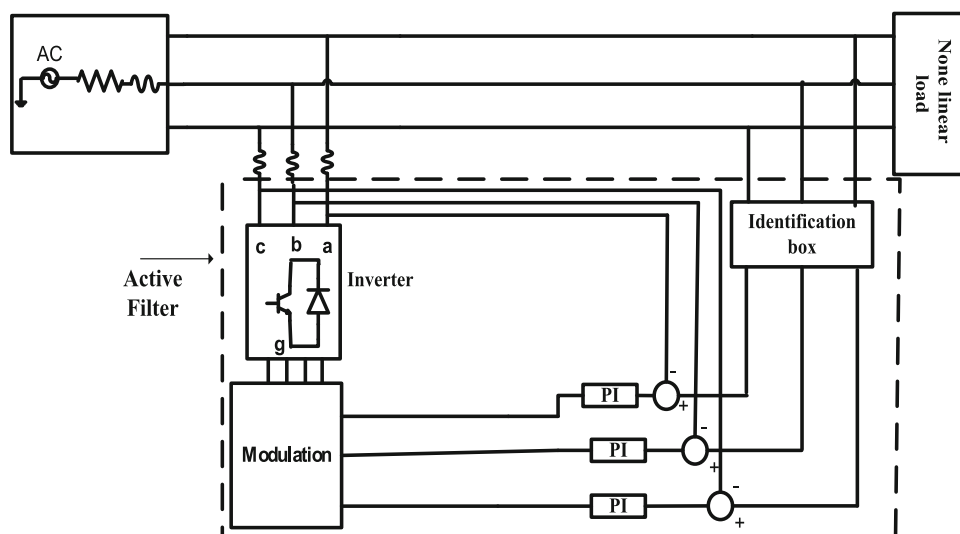 AC
None linear
load
Identification
box
c b a
Inverter
Active
Filter
g
-
PI
+
-
Modulation
PI
+
-
PI
+